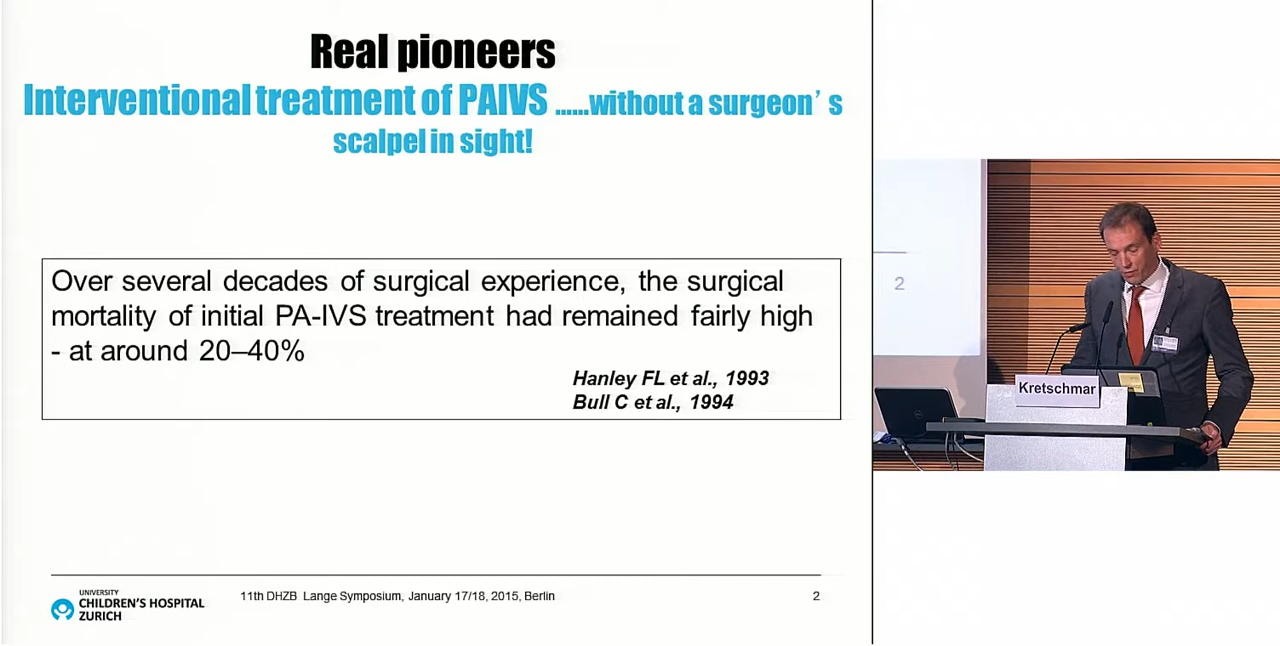 Real pioneers
Interventional treatment of PAIVS ......without a surgeon’ s
scalpel in sight!
Over several decades of surgical experience, the surgical
mortality of initial PA-IVS treatment had remained fairly high
- at around 20–40%
Hanley FL et al., 1993
Bull C et al., 1994
UNIVERSITY
CHILDREN'S HOSPITAL
ZURICH
11th DHZB Lange Symposium, January 17/18, 2015, Berlin
2
2
Kretschmar